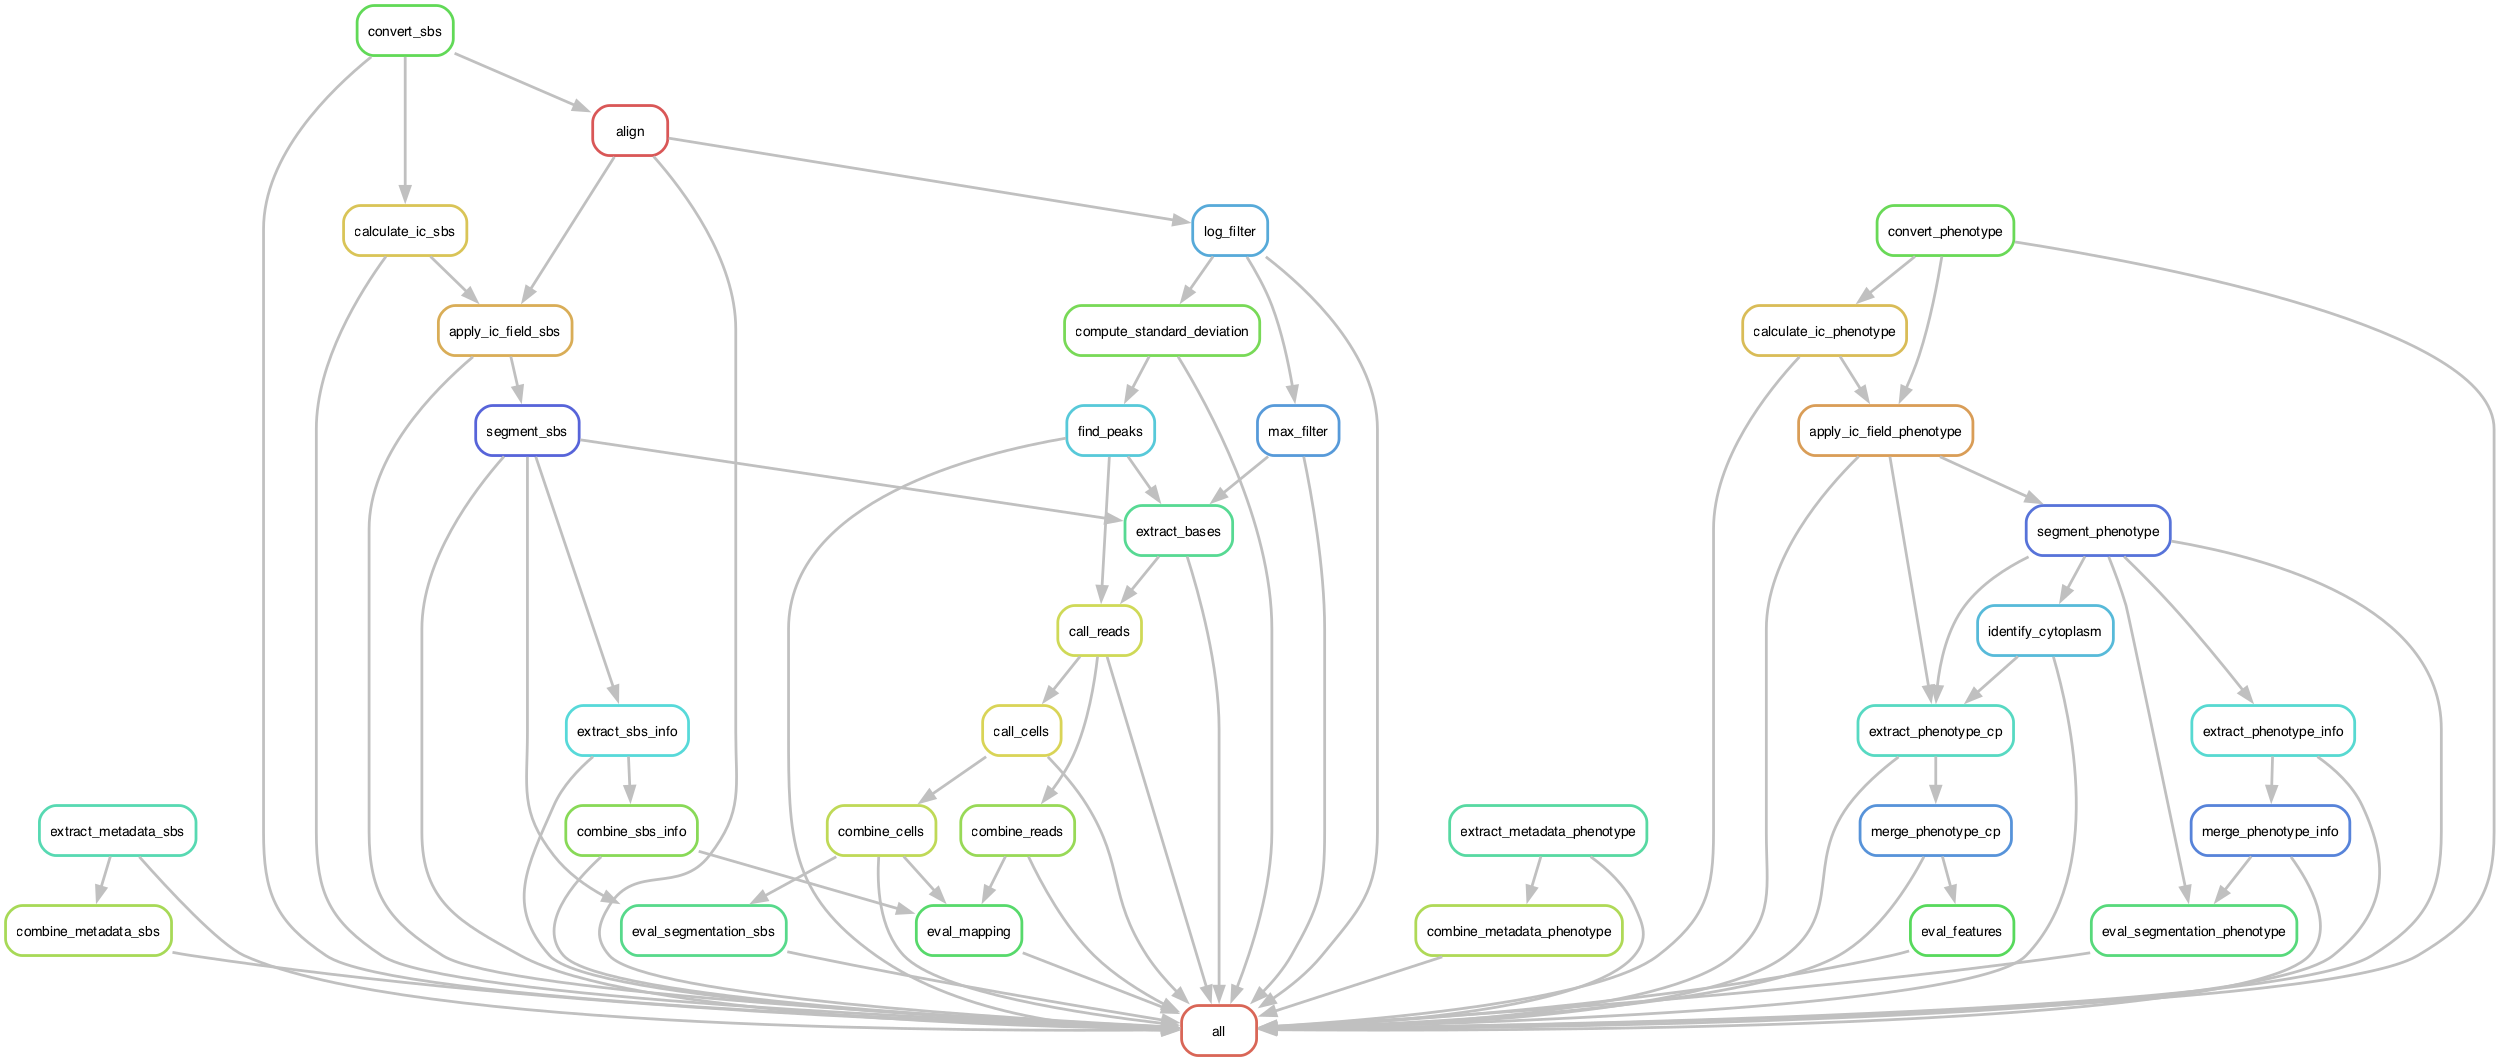 convert_sbs
align
calculate_ic_sbs
log_filter
convert_phenotype
apply_ic_field_sbs
compute_standard_deviation
calculate_ic_phenotype
segment_sbs
find_peaks
max_filter
apply_ic_field_phenotype
extract_bases
segment_phenotype
call_reads
identify_cytoplasm
extract_sbs_info
call_cells
extract_phenotype_cp
extract_phenotype_info
extract_metadata_sbs
combine_sbs_info
combine_cells
combine_reads
extract_metadata_phenotype
merge_phenotype_cp
merge_phenotype_info
combine_metadata_sbs
eval_segmentation_sbs
eval_mapping
combine_metadata_phenotype
eval_features
eval_segmentation_phenotype
all